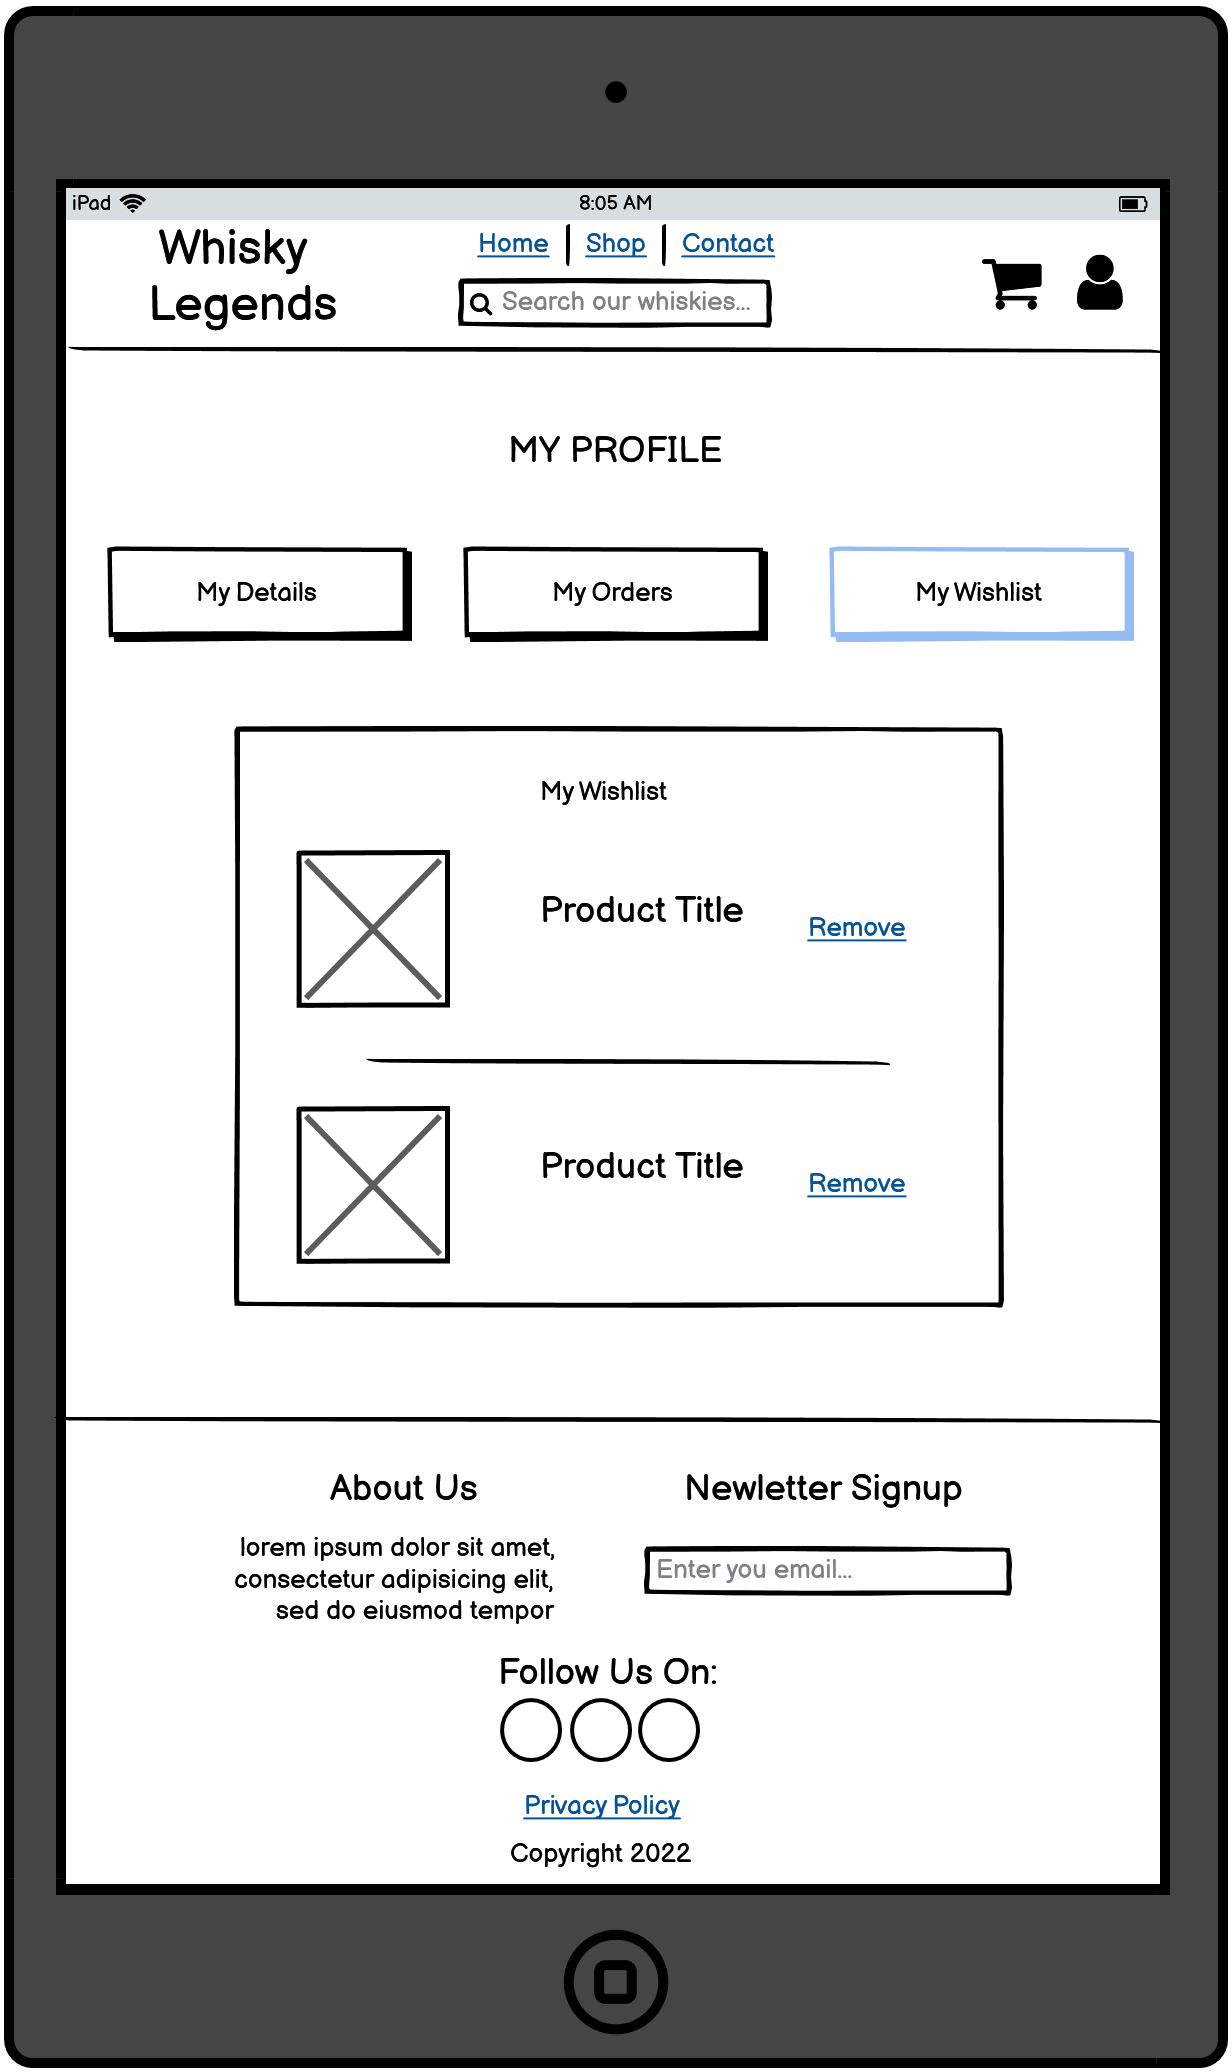 iPad
8:05 AM
Whisky
Legends
Home
Shop
Contact
Search our whiskies...
MY PROFILE
My Details
My Orders
My Wishlist
My Wishlist
Product Title
Remove
Product Title
Remove
About Us
lorem ipsum dolor sit amet,
consectetur adipisicing elit,
sed do eiusmod tempor
Newletter Signup
Enter you email...
Follow Us On:
Privacy Policy
Copyright 2022